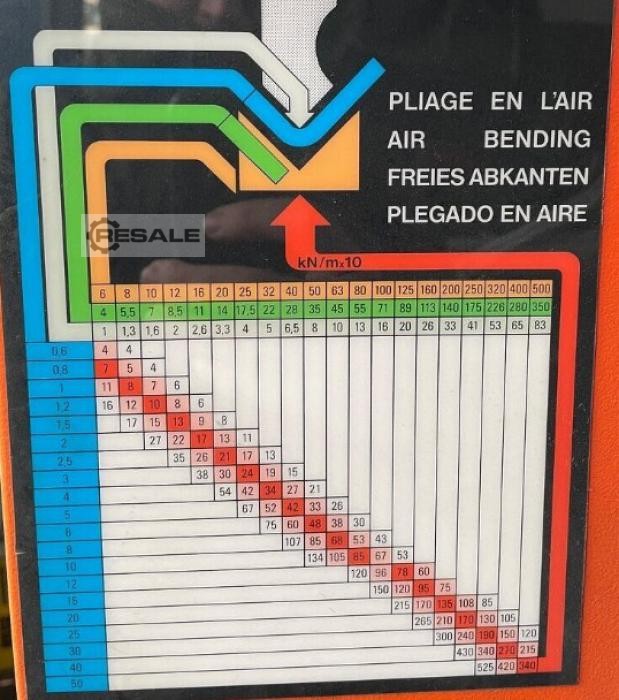 PLIAGE EN L'AIR
AIR BENDING
FREIES ABKANTEN
PLEGADO EN AIRE
RESALE
kN/mx10
6 8 10 12 16 20 25 32 40 50 63 80 100 125 160 200 250 320 400 500
4 5,5 7 8,5 11 14 17,5 22 28 35 45 55 71 89 113 140 175 226 280 350
1 1,3 1,6 2 2,6 3,3 4 5 6,5 8 10 13 16 20 26 33 41 53 65 83
0,6 4 4
0,8 7 5 4
1 11 8 7 6
1,2 16 12 10 8 6
1,5 17 15 13 9 8
2 27 22 17 13 11
2,5 35 26 21 17 13
3 38 30 24 19 15
4 54 42 34 27 21
5 67 52 42 33 26
6 75 60 48 38 30
8 107 85 68 53 43
10 134 105 85 67 53
12 120 96 78 60
15 150 120 95 75
20 215 170 135 108 85
25 265 210 170 130 105
30 300 240 190 150 120
40 430 340 270 215
50 525 420 340